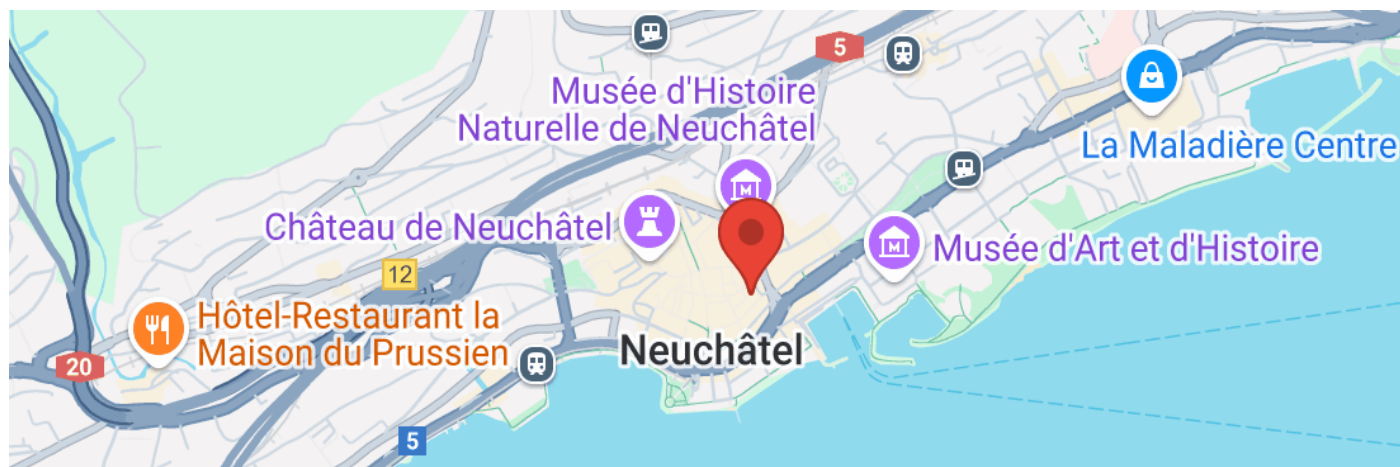 5
Musée d'Histoire
Naturelle de Neuchâtel
M
La Maladière Centre
Château de Neuchâtel
M
Musée d'Art et d'Histoire
12
Hôtel-Restaurant la
Maison du Prussien
Neuchâtel
20
5